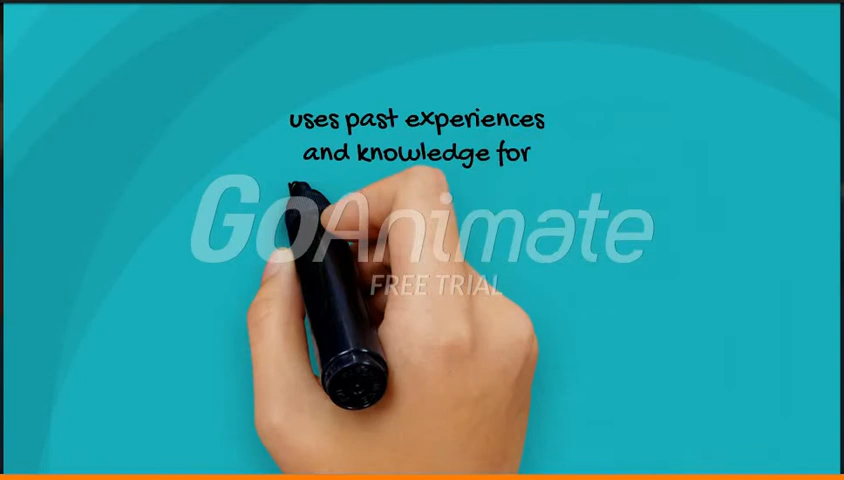 uses past experiences
and knowledge for
GoAnimate
FREE TRIAL